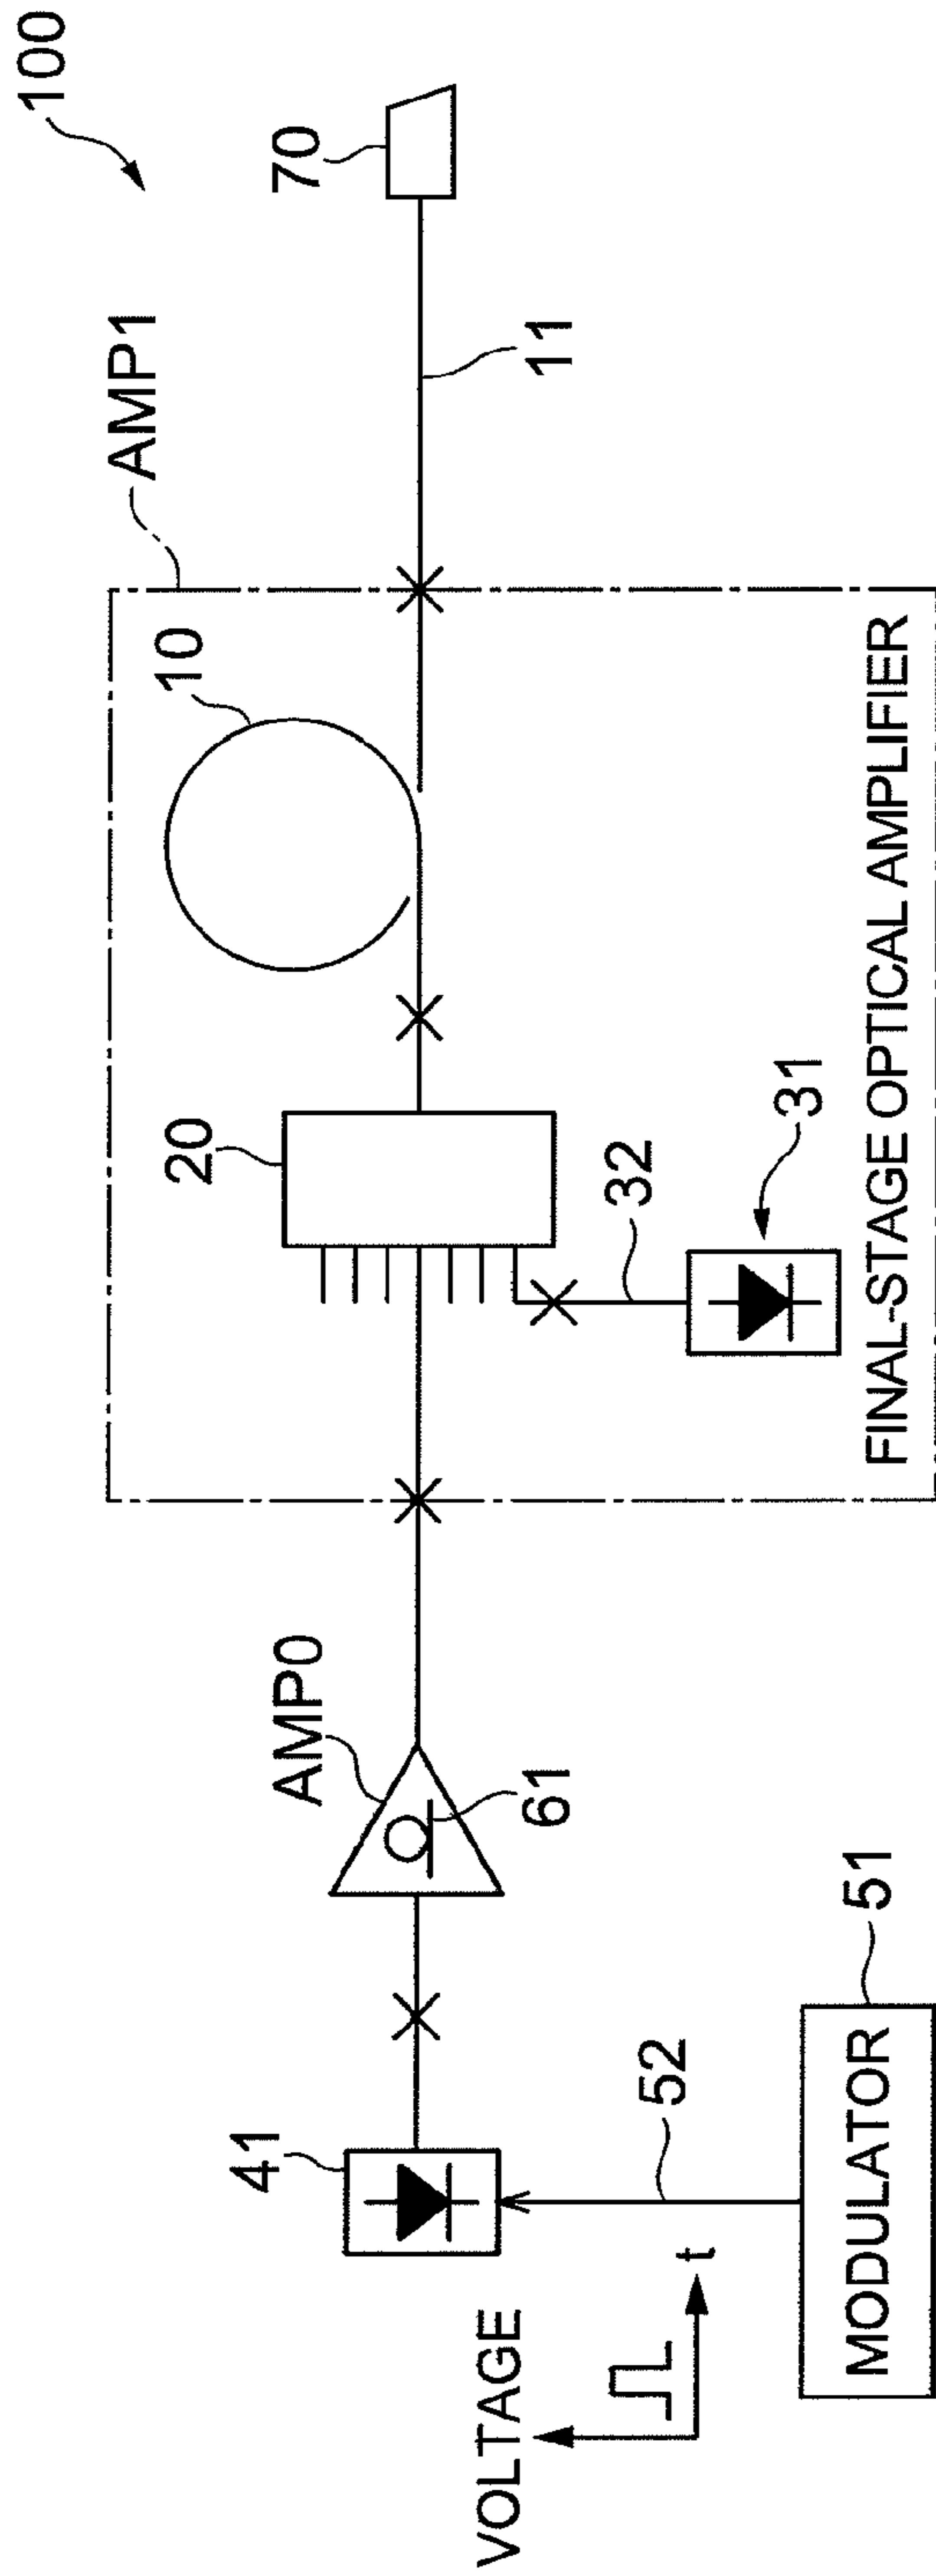 100
AMP1
70
10
11
20
32
31
FINAL-STAGE OPTICAL AMPLIFIER
AMP0
61
41
52
51
VOLTAGE
t
MODULATOR